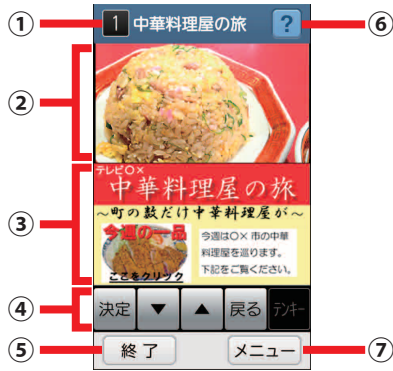 ① 1 中華料理屋の旅 ? ⑥
②
テレビ○×
中華料理屋の旅
③
～町の数だけ中華料理屋が～
今週の一品
今週は○×市の中華
料理屋を巡ります。
下記をご覧ください。
ここをクリック
④ 決定 ▼ ▲ 戻る テンキー
⑤ 終了 メニュー ⑦